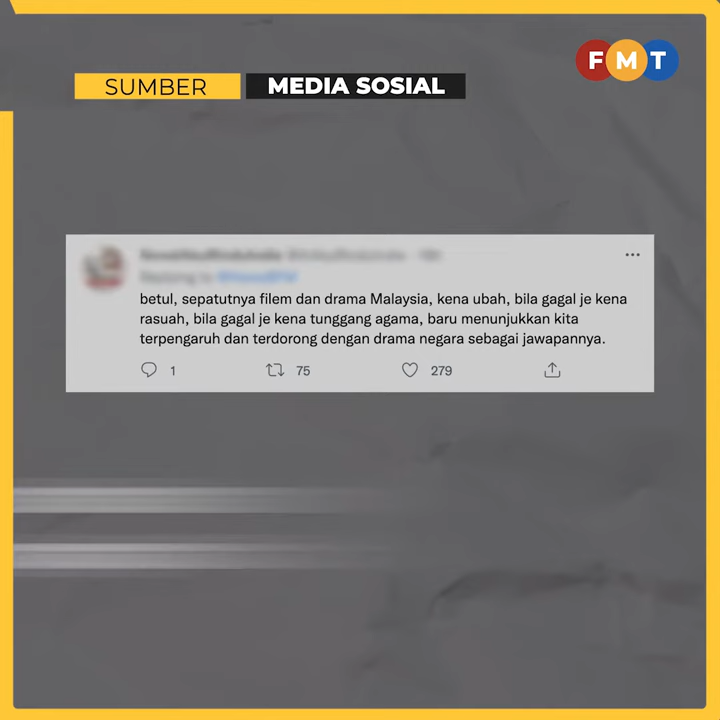 SUMBER MEDIA SOSIAL
FMT
betul, sepatutnya filem dan drama Malaysia, kena ubah, bila gagal je kena
rasuah, bila gagal je kena tunggang agama, baru menunjukkan kita
terpengaruh dan terdorong dengan drama negara sebagai jawapannya.
1 75 279